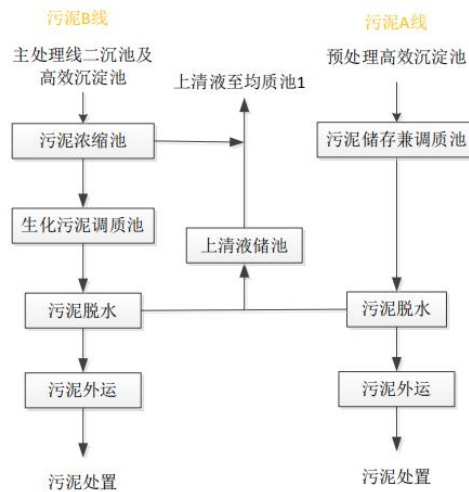 污泥B线
污泥A线
主处理线二沉池及
高效沉淀池
上清液至均质池1
预处理高效沉淀池
污泥浓缩池
污泥储存兼调质池
生化污泥调质池
上清液储池
污泥脱水
污泥脱水
污泥外运
污泥外运
污泥处置
污泥处置